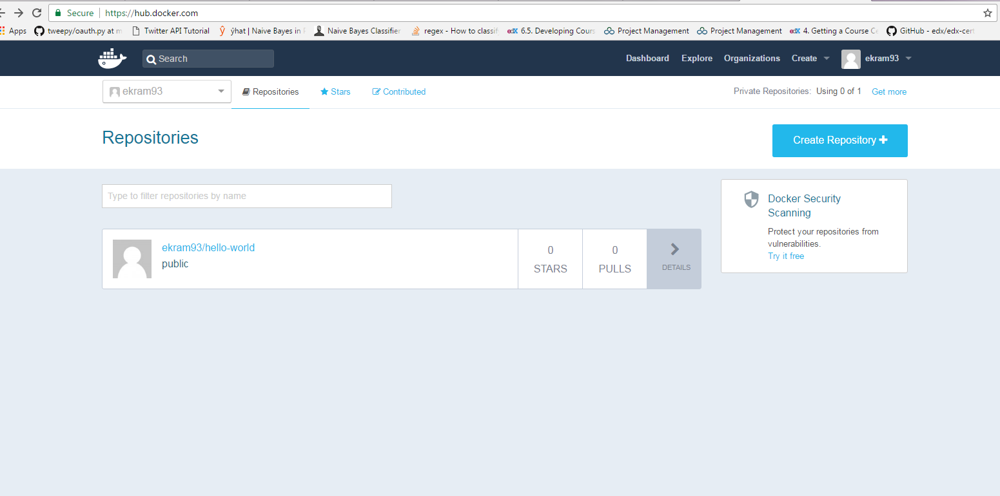 Secure https://hub.docker.com
Apps tweepy/oauth.py at m Twitter API Tutorial ŷhat | Naive Bayes in Naive Bayes Classifier regex - How to classif edX 6.5. Developing Cours Project Management Project Management edX 4. Getting a Course Ce GitHub - edx/edx-cert
Search Dashboard Explore Organizations Create ekram93
ekram93 Repositories Stars Contributed Private Repositories: Using 0 of 1 Get more
Repositories
Create Repository
Type to filter repositories by name
ekram93/hello-world
public
0
STARS
0
PULLS
DETAILS
Docker Security
Scanning
Protect your repositories from
vulnerabilities.
Try it free